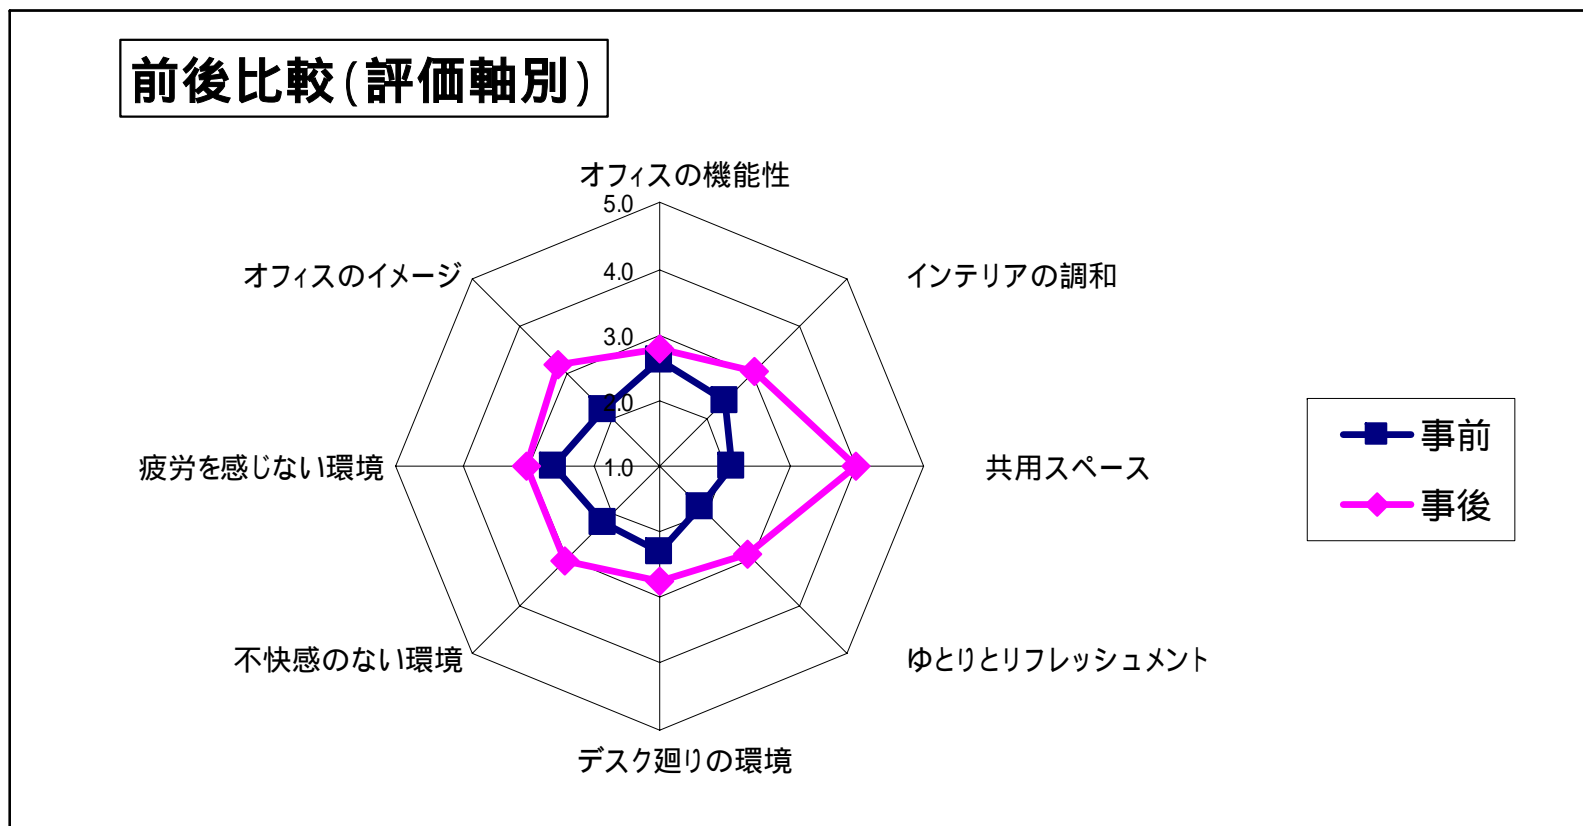 前後比較(評価軸別)
オフィスの機能性
5.0
オフィスのイメージ
インテリアの調和
4.0
3.0
2.0
疲労を感じない環境
1.0
共用スペース
事前
事後
不快感のない環境
ゆとりとリフレッシュメント
デスク廻りの環境